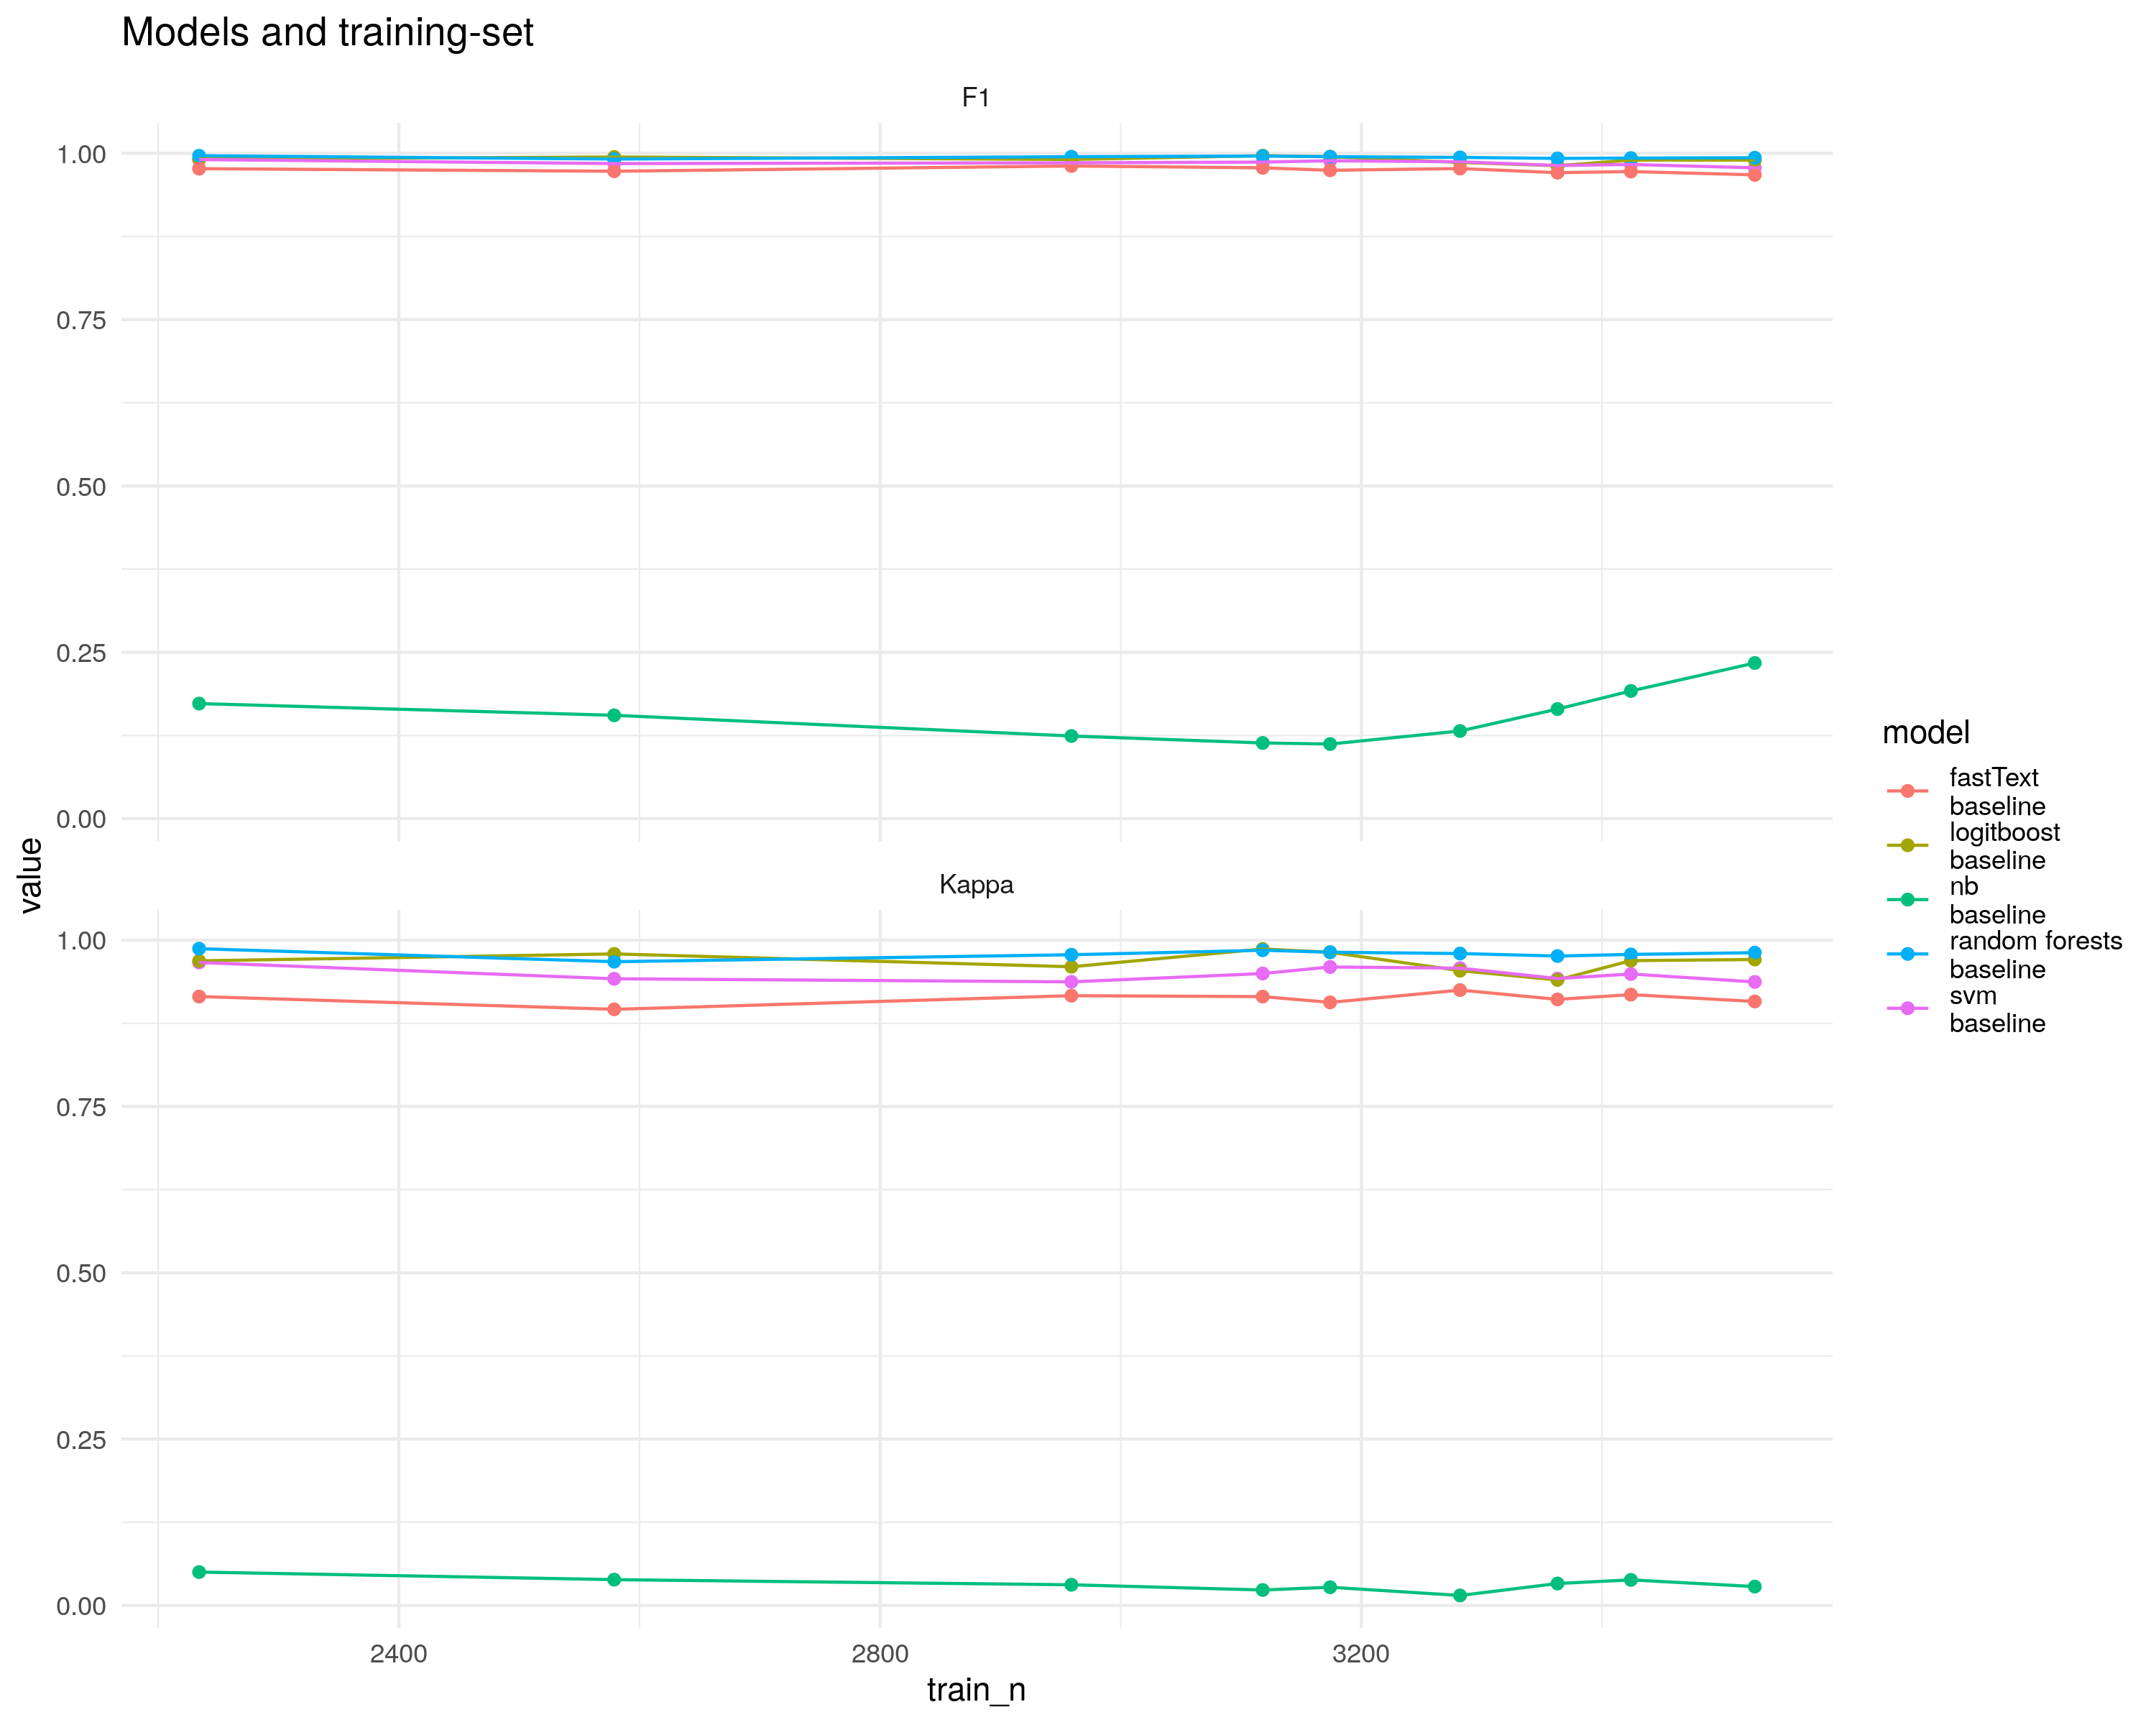 Models and training-set
F1
1.00
0.75
0.50
0.25
0.00
Kappa
1.00
0.75
0.50
0.25
0.00
value
2400
2800
3200
train_n
model
fastText
baseline
logitboost
baseline
nb
baseline
random forests
baseline
svm
baseline